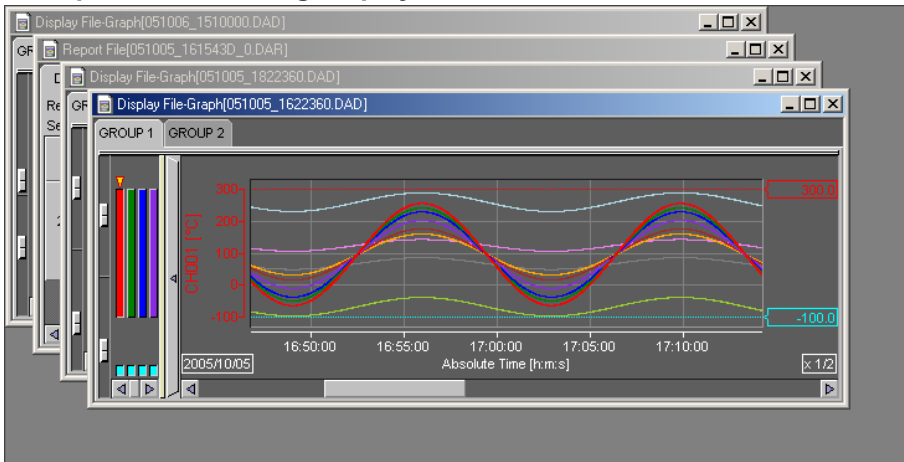 Display File-Graph[051006_1510000.DAD]
Report File[051005_161543D_0.DAR]
Display File-Graph[051005_1822360.DAD]
Display File-Graph[051005_1622360.DAD]
GROUP 1 GROUP 2
300
200
100
0
-100
CH001 [°C]
300.0
-100.0
16:50:00 16:55:00 17:00:00 17:05:00 17:10:00
2005/10/05 Absolute Time [h:m:s] x 1/2